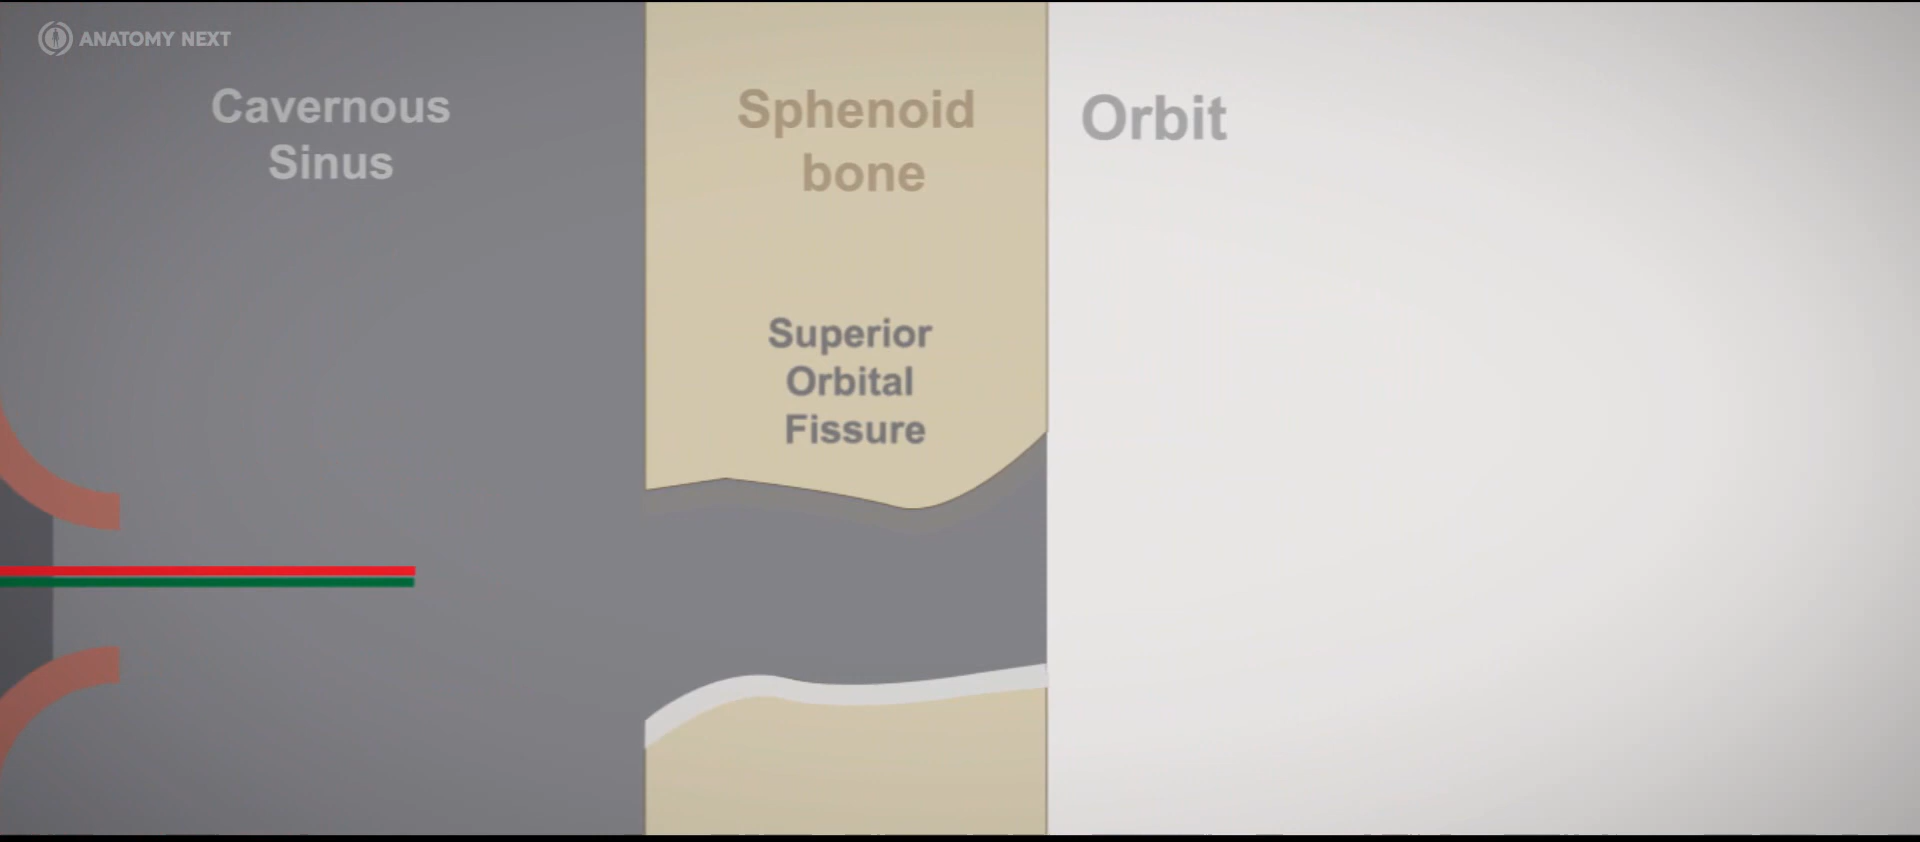 ANATOMY NEXT
Cavernous
Sinus
Sphenoid
bone
Orbit
Superior
Orbital
Fissure